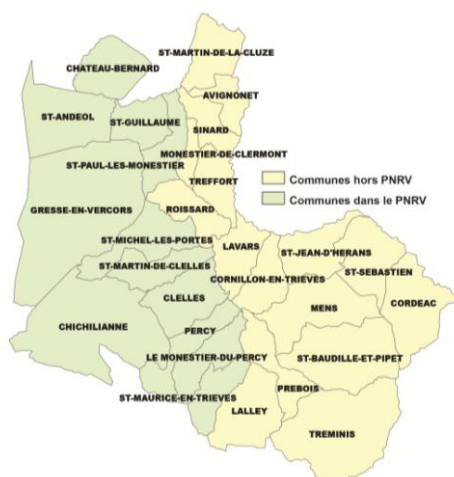 ST-MARTIN-DE-LA-CLUZE
CHATEAU-BERNARD
AVIGNONET
ST-ANDEOL
ST-GUILLAUME
SINARD
MONESTIER-DE-CLERMONT
ST-PAUL-LES-MONESTIER
TREFFORT
Communes hors PNRV
GRESSE-EN-VERCORS
ROISSARD
Communes dans le PNRV
ST-MICHEL-LES-PORTES
LAVARS
ST-JEAN-D'HERANS
ST-MARTIN-DE-CLELLES
ST-SEBASTIEN
CORNILLON-EN-TRIEVES
CLELLES
MENS
CORDEAC
CHICHILIANNE
PERCY
LE MONESTIER-DU-PERCY
ST-BAUDILLE-ET-PIPET
PREBOIS
ST-MAURICE-EN-TRIEVES
LALLEY
TREMINIS